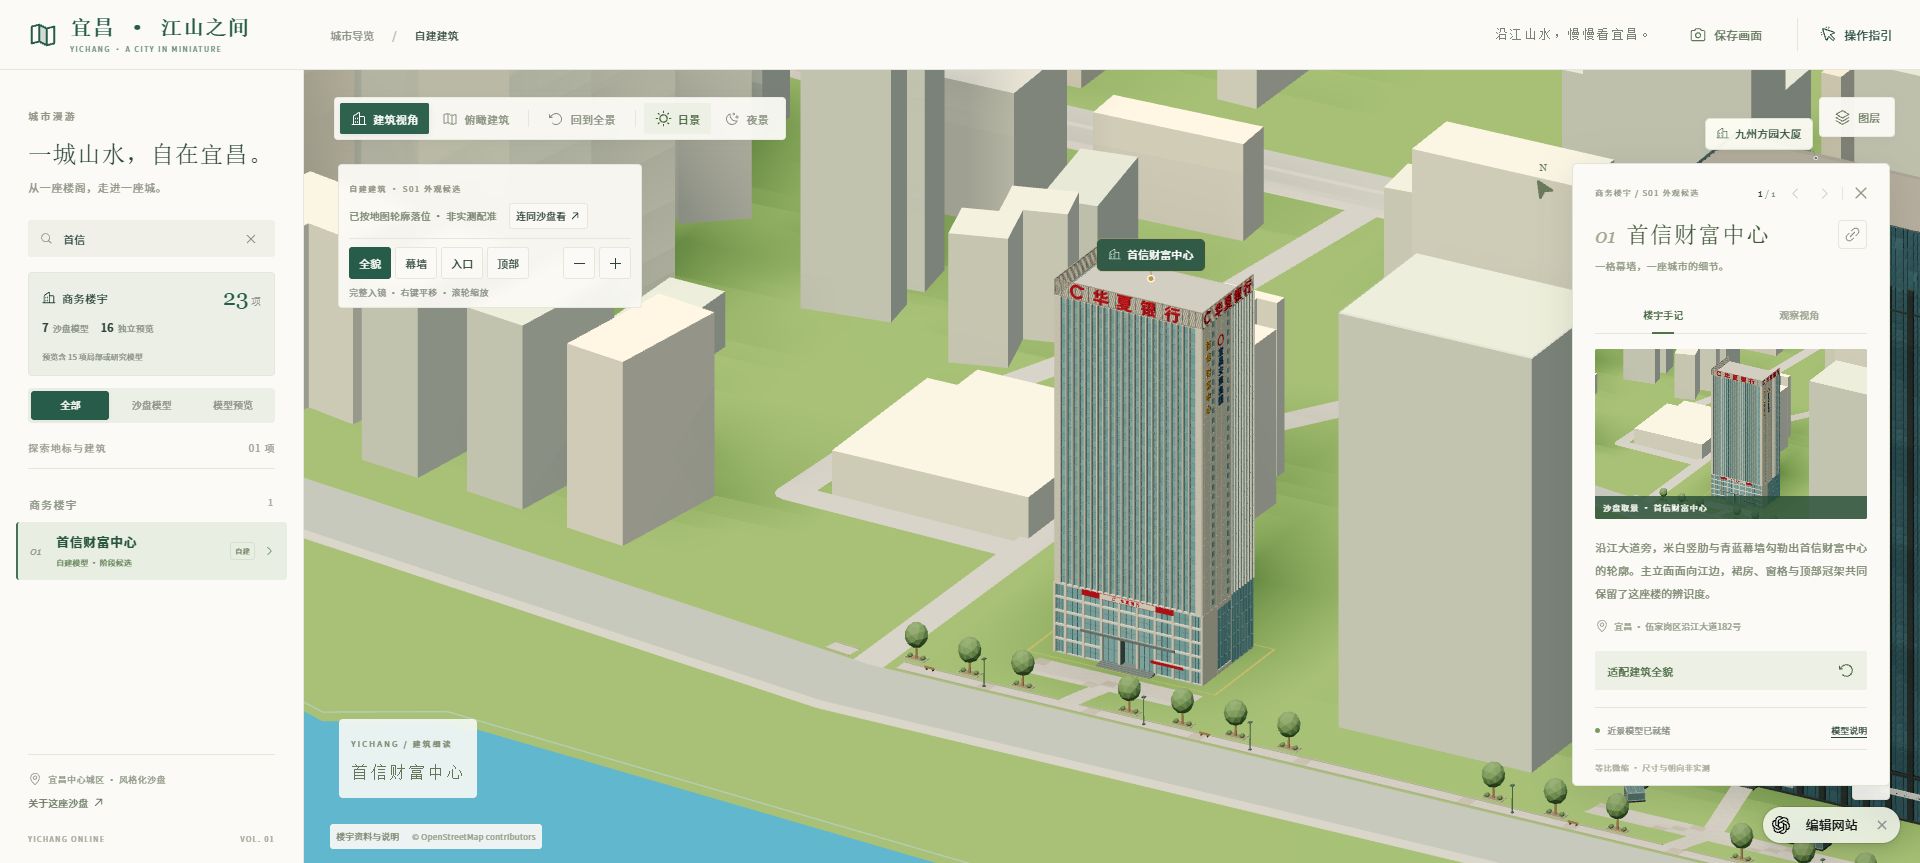 宜昌 • 江山之间
YICHANG • A CITY IN MINIATURE
城市导览 / 自建建筑
沿江山水，慢慢看宜昌。
保存画面
操作指引
城市漫游
一城山水，自在宜昌。
从一座楼阁，走进一座城。
首信
商务楼宇
23 项
7 沙盘模型 16 独立预览
预览含 15 项局部或研究模型
全部
沙盘模型
模型预览
探索地标与建筑
01 项
商务楼宇
1
01
首信财富中心
自建模型 • 阶段候选
自建
宜昌中心城区 • 风格化沙盘
关于这座沙盘
YICHANG ONLINE
VOL. 01
建筑视角
俯瞰建筑
回到全景
日景
夜景
自建建筑 • S01 外观候选
已按地图轮廓落位 • 非实测配准
连同沙盘看
全貌
幕墙
入口
顶部
完整入镜 • 右键平移 • 滚轮缩放
首信财富中心
华夏银行
华夏银行
九州方园大厦
图层
N
商务楼宇 / S01 外观候选
1 / 1
01 首信财富中心
一格幕墙，一座城市的细节。
楼宇手记
观察视角
沙盘取景 • 首信财富中心
沿江大道旁，米白竖肋与青蓝幕墙勾勒出首信财富中心
的轮廓。主立面面向江边，裙房、窗格与顶部冠架共同
保留了这座楼的辨识度。
宜昌 • 伍家岗区沿江大道182号
适配建筑全貌
近景模型已就绪
模型说明
等比微缩 • 尺寸与朝向非实测
YICHANG / 建筑细读
首信财富中心
楼宇资料与说明
© OpenStreetMap contributors
编辑网站